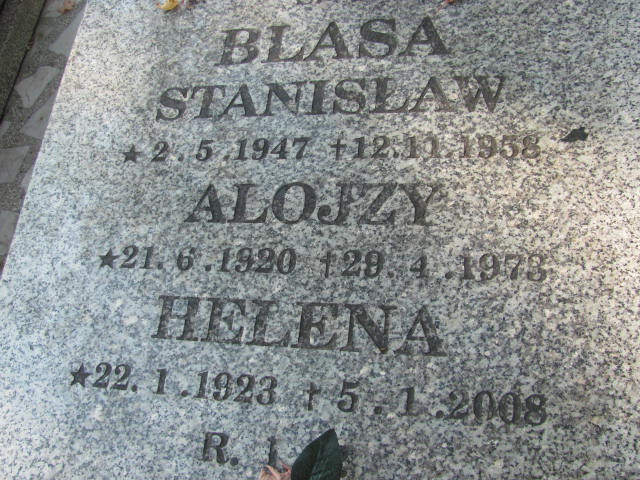 BLASA
STANISŁAW
★ 2.5.1947 †12.11.1958
ALOJZY
★21.6.1920 †29.4.1973
HELENA
★22.1.1923 † 5.1.2008
R.